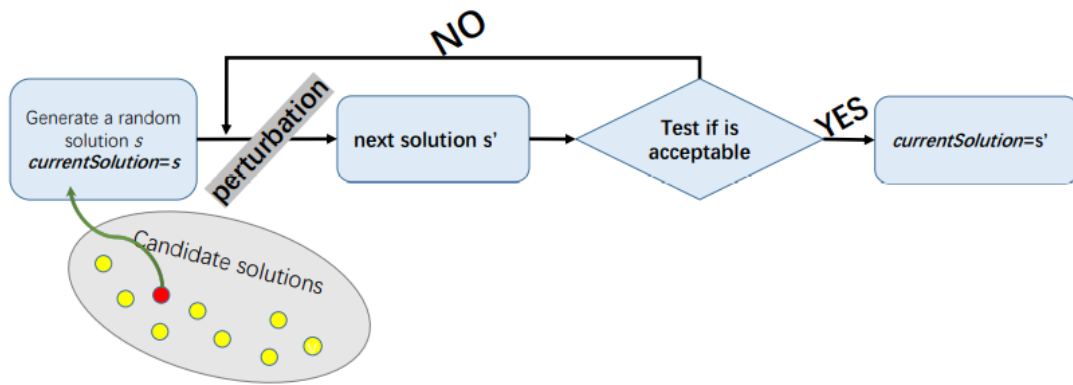 NO
Generate a random
solution s
currentSolution=s
perturbation
next solution s’
Test if is
acceptable
YES
currentSolution=s’
Candidate solutions